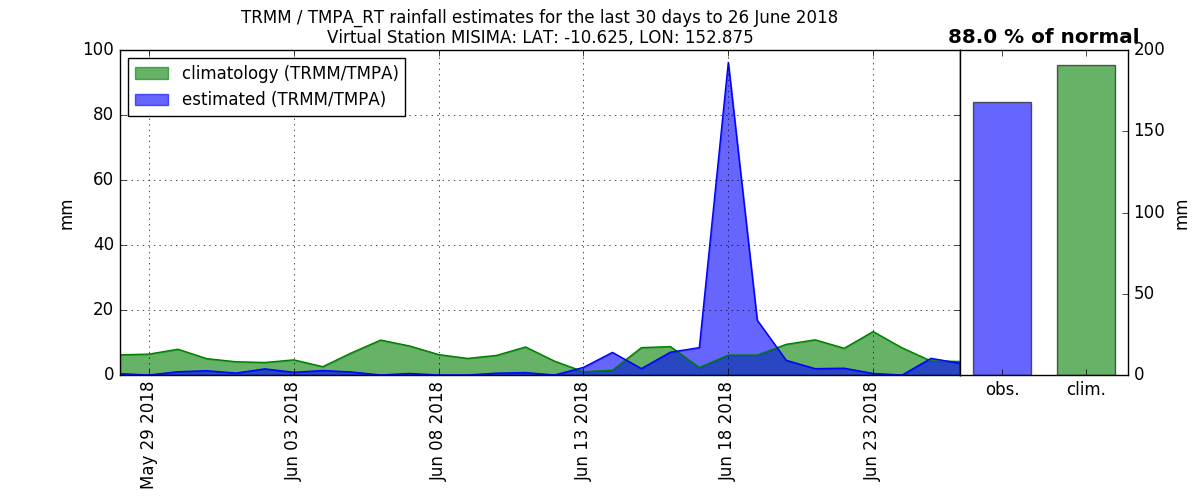 TRMM / TMPA_RT rainfall estimates for the last 30 days to 26 June 2018
Virtual Station MISIMA: LAT: -10.625, LON: 152.875
88.0 % of normal
climatology (TRMM/TMPA)
estimated (TRMM/TMPA)
mm
100
80
60
40
20
0
May 29 2018
Jun 03 2018
Jun 08 2018
Jun 13 2018
Jun 18 2018
Jun 23 2018
obs.
clim.
200
150
100
50
0
mm